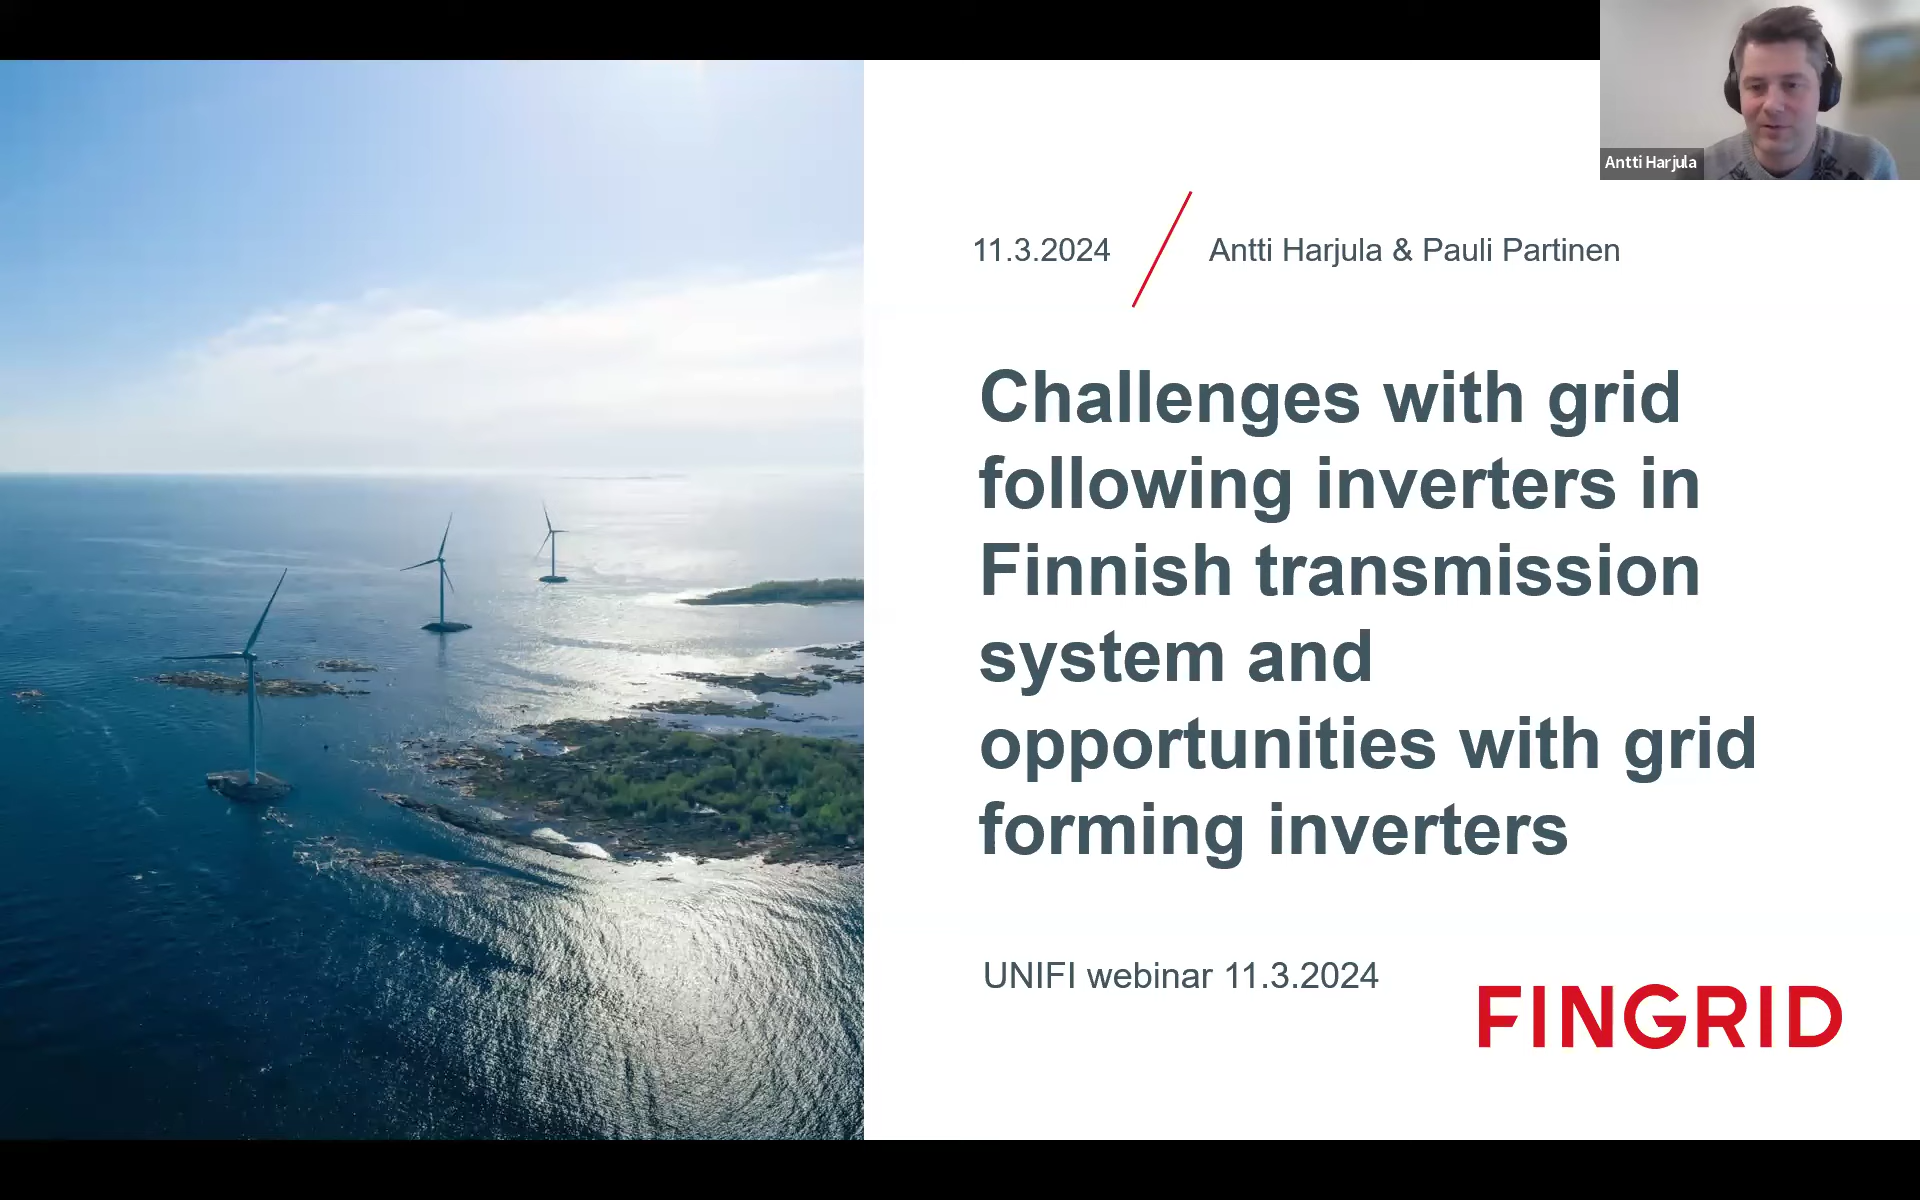 Antti Harjula
11.3.2024
Antti Harjula & Pauli Partinen
Challenges with grid
following inverters in
Finnish transmission
system and
opportunities with grid
forming inverters
UNIFI webinar 11.3.2024
FINGRID